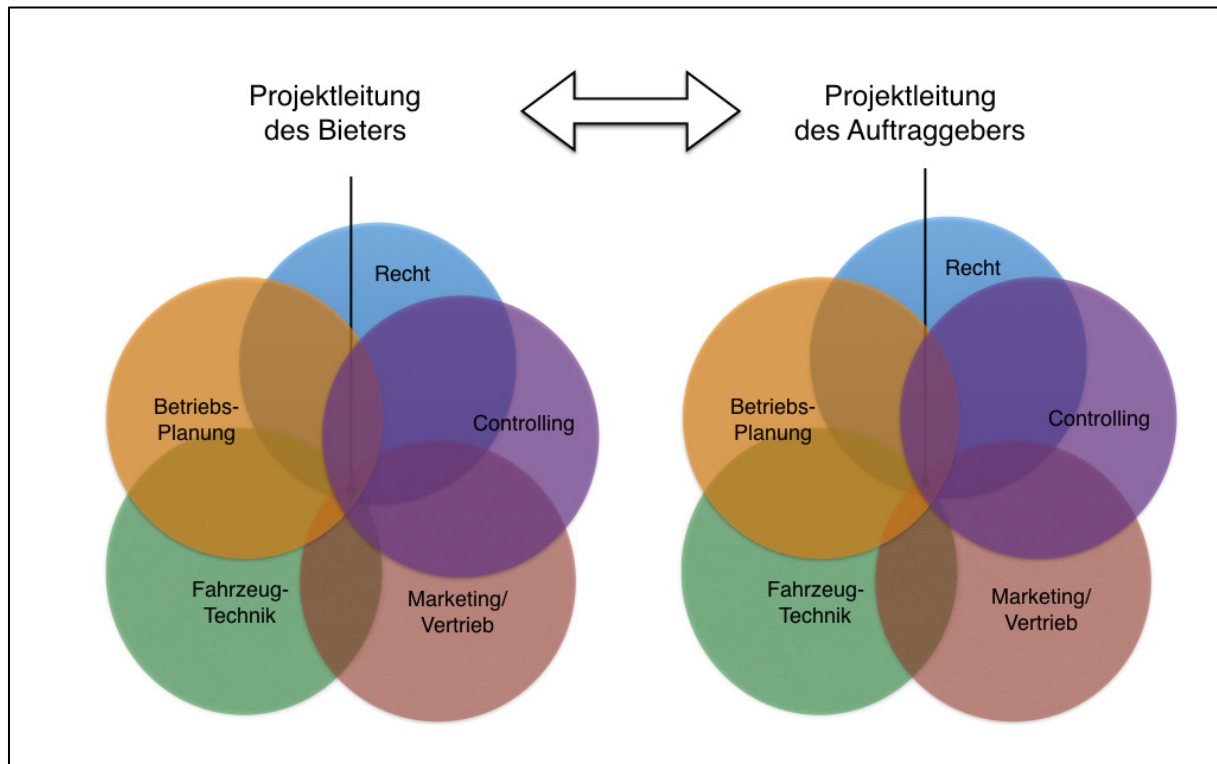 Projektleitung
des Bieters
Projektleitung
des Auftraggebers
Recht
Betriebs-
Planung
Controlling
Fahrzeug-
Technik
Marketing/
Vertrieb
Recht
Betriebs-
Planung
Controlling
Fahrzeug-
Technik
Marketing/
Vertrieb